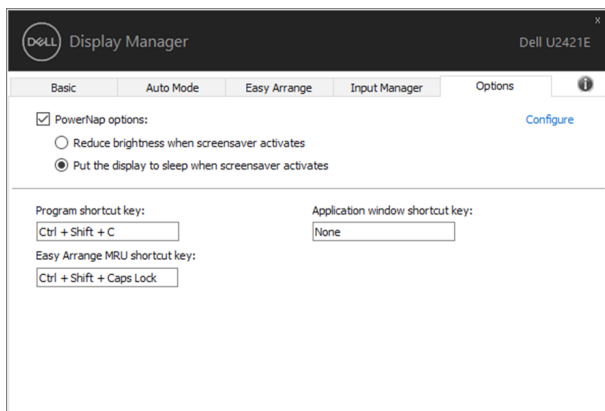 x
DELL Display Manager
Dell U2421E
Basic Auto Mode Easy Arrange Input Manager Options i
PowerNap options:
Configure
Reduce brightness when screensaver activates
Put the display to sleep when screensaver activates
Program shortcut key:
Application window shortcut key:
Ctrl + Shift + C
None
Easy Arrange MRU shortcut key:
Ctrl + Shift + Caps Lock